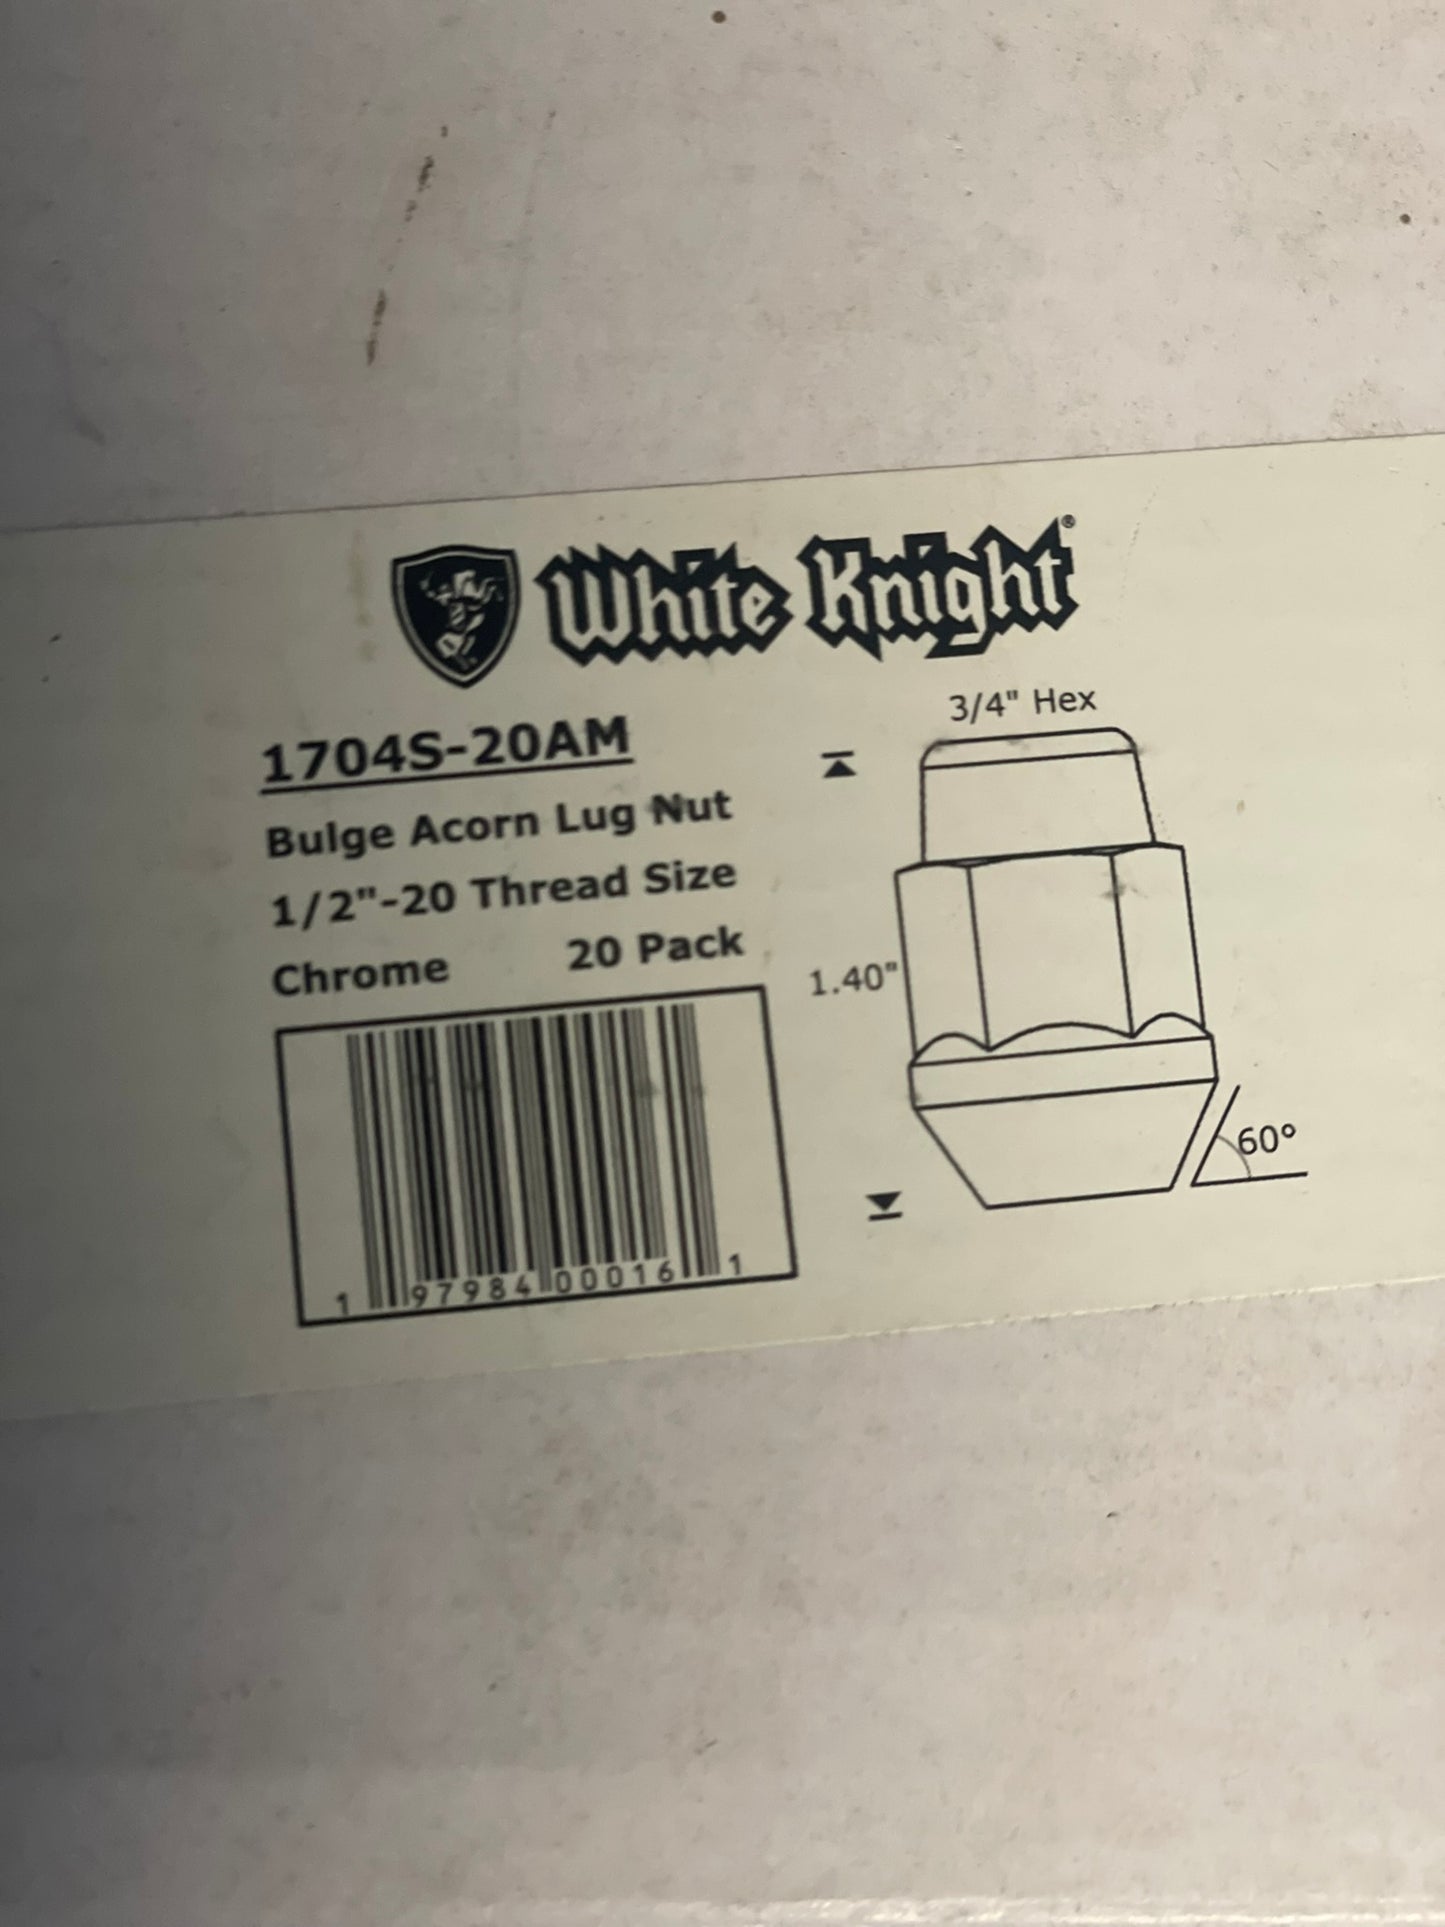 White Knight®
3/4" Hex
1704S-20AM
Bulge Acorn Lug Nut
1/2"-20 Thread Size
Chrome 20 Pack
1.40"
60°
1 97984 00016 1